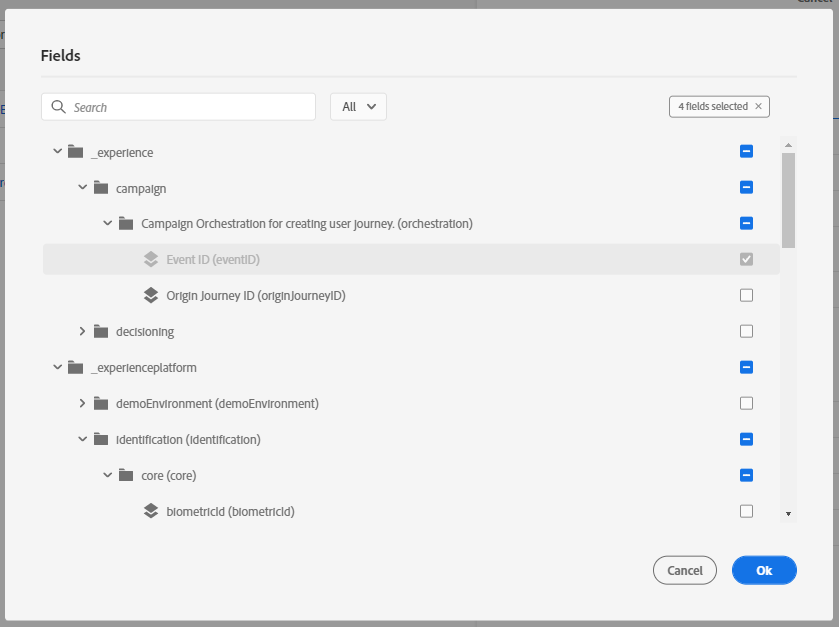 Fields
Search
All
4 fields selected
_experience
campaign
Campaign Orchestration for creating user journey. (orchestration)
Event ID (eventID)
Origin Journey ID (originJourneyID)
decisioning
_experienceplatform
demoEnvironment (demoEnvironment)
identification (identification)
core (core)
biometricId (biometricId)
Cancel
Ok